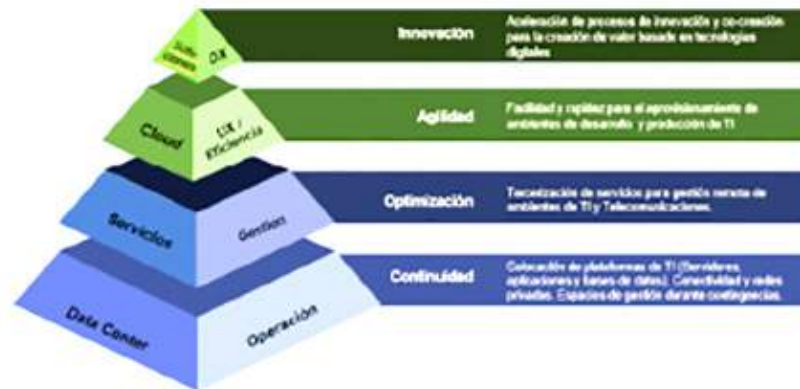 DX
Innovación
Aceleración de procesos de innovación y co-creación
para la creación de valor basado en tecnologías
digitales
Cloud
UX /
Eficiencia
Agilidad
Facilidad y rapidez para el aprovisionamiento de
ambientes de desarrollo y producción de TI
Servicios
Gestion
Optimización
Tercerización de servicios para gestión remota de
ambientes de TI y Telecomunicaciones.
Data Center
Operación
Continuidad
Colocación de plataformas de TI (Servidores,
aplicaciones y bases de datos). Conectividad y redes
privadas. Espacios de gestión durante contingencias.